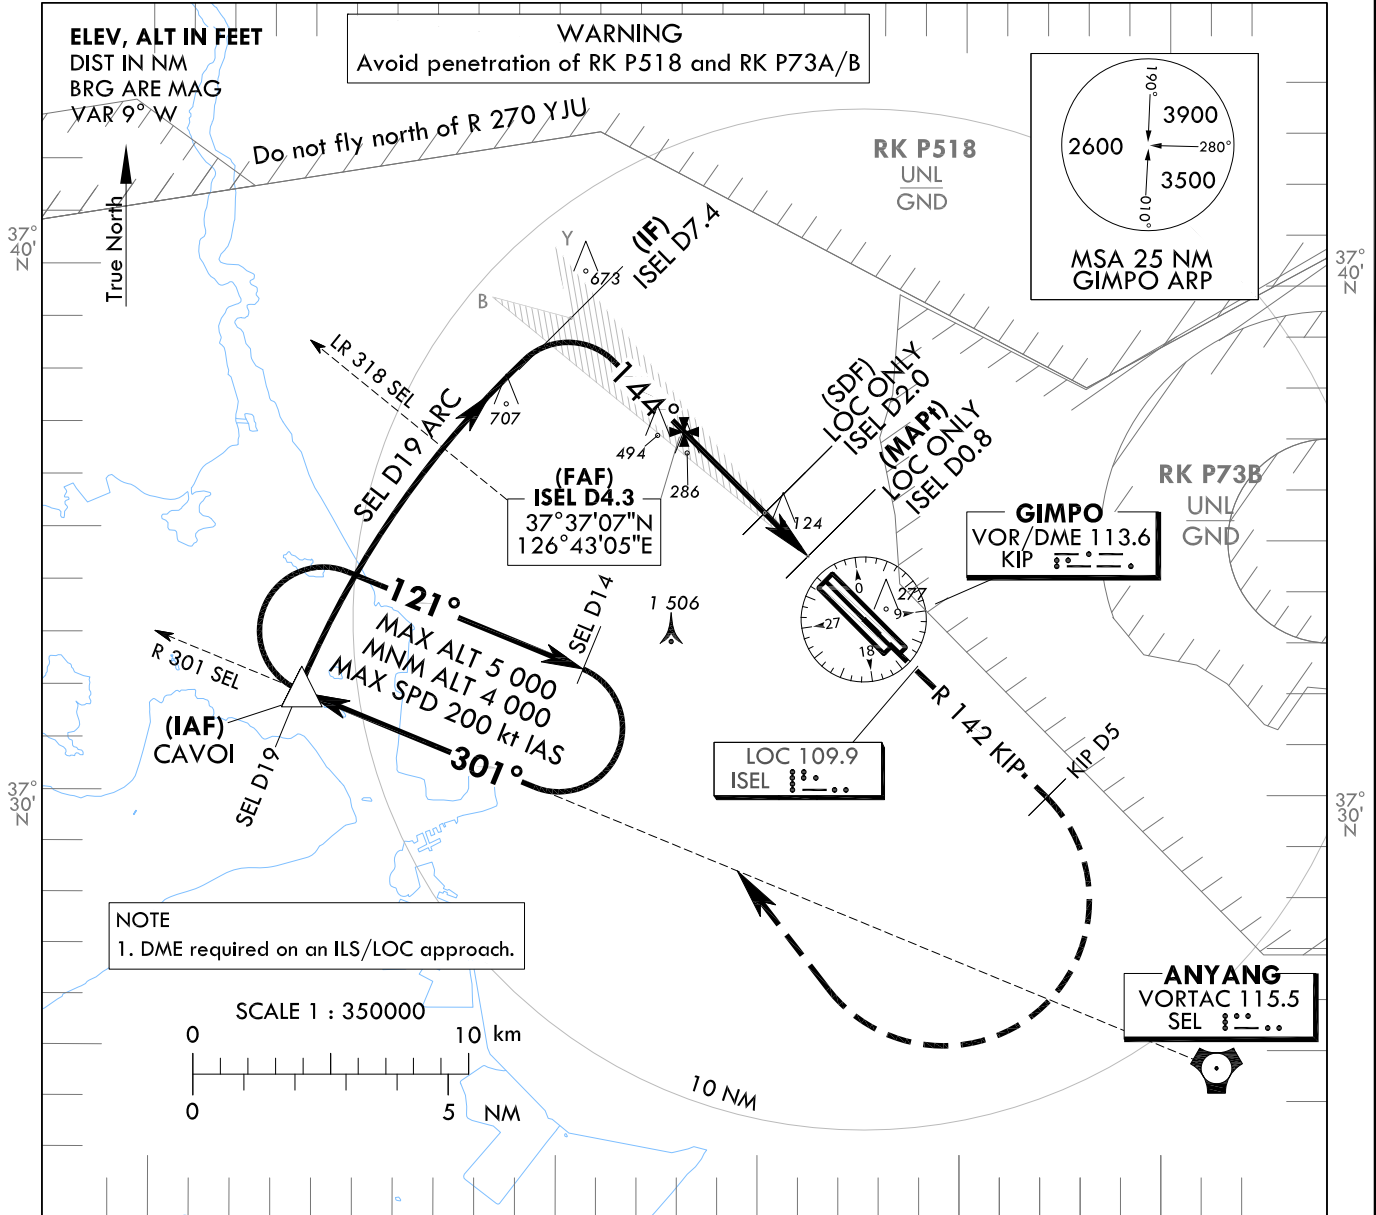 ELEV, ALT IN FEET
DIST IN NM
BRG ARE MAG
VAR 9° W
WARNING
Avoid penetration of RK P518 and RK P73A/B
Do not fly north of R 270 YJU
True North
RK P518
UNL
GND
190°
3900
2600
280°
3500
010°
MSA 25 NM
GIMPO ARP
37°
40'
N
37°
40'
N
Y
673
B
(IF)
ISEL D7.4
LR 318 SEL
SEL D19 ARC
707
144°
494
286
(FAF)
ISEL D4.3
37°37'07"N
126°43'05"E
(SDF)
LOC ONLY
ISEL D2.0
(MAPt)
LOC ONLY
ISEL D0.8
124
RK P73B
UNL
GND
GIMPO
VOR/DME 113.6
KIP
277
0
9
18
27
1 506
121°
SEL D14
MAX ALT 5 000
MNM ALT 4 000
MAX SPD 200 kt IAS
301°
R 301 SEL
(IAF)
CAVOI
SEL D19
LOC 109.9
ISEL
R 142 KIP
KIP D5
37°
30'
N
37°
30'
N
NOTE
1. DME required on an ILS/LOC approach.
SCALE 1 : 350000
0 10 km
0 5 NM
10 NM
ANYANG
VORTAC 115.5
SEL